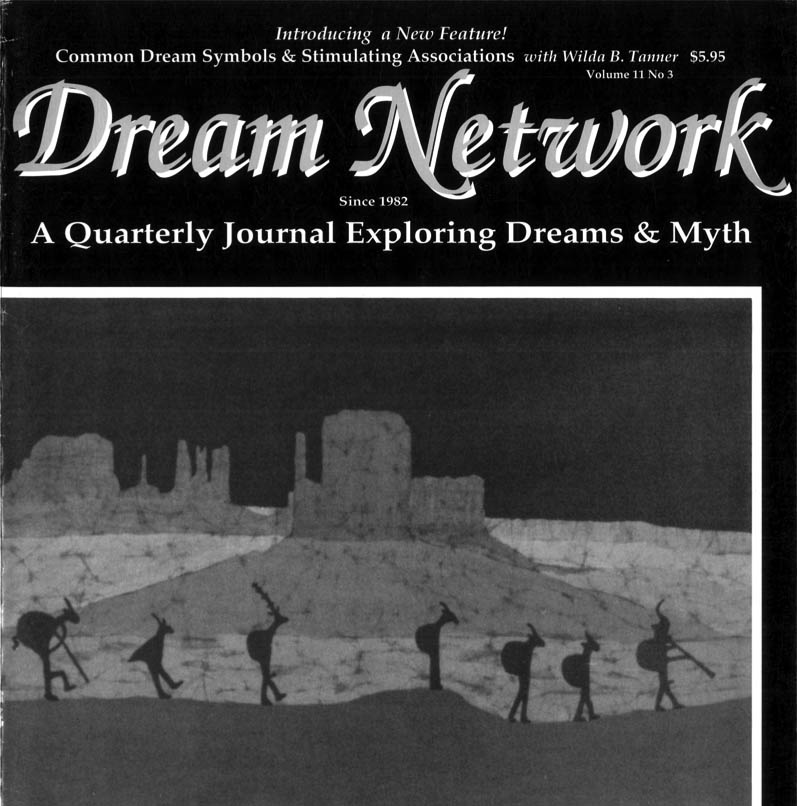 Introducing a New Feature!
Common Dream Symbols & Stimulating Associations with Wilda B. Tanner $5.95
Volume 11 No 3
Dream Network
Since 1982
A Quarterly Journal Exploring Dreams & Myth